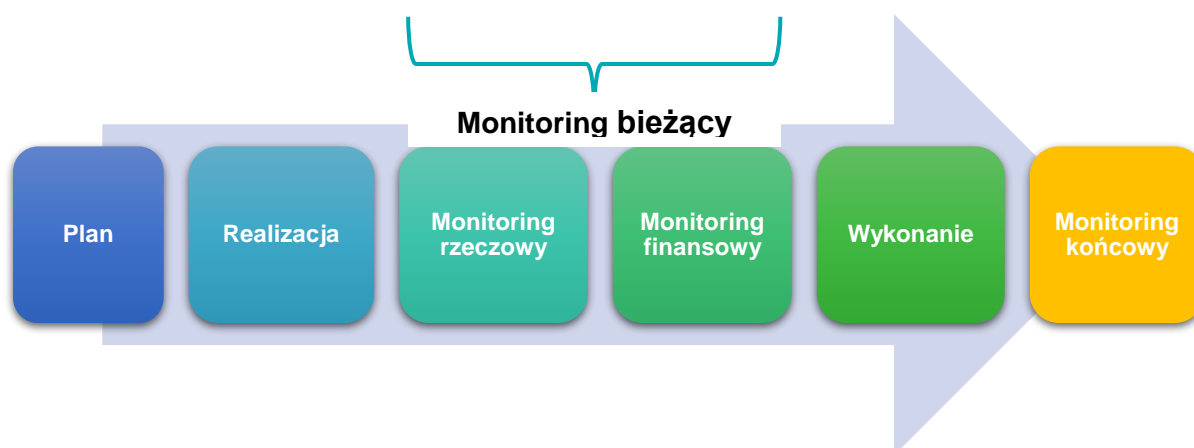 Monitoring bieżący
Plan
Realizacja
Monitoring
rzeczowy
Monitoring
finansowy
Wykonanie
Monitoring
końcowy